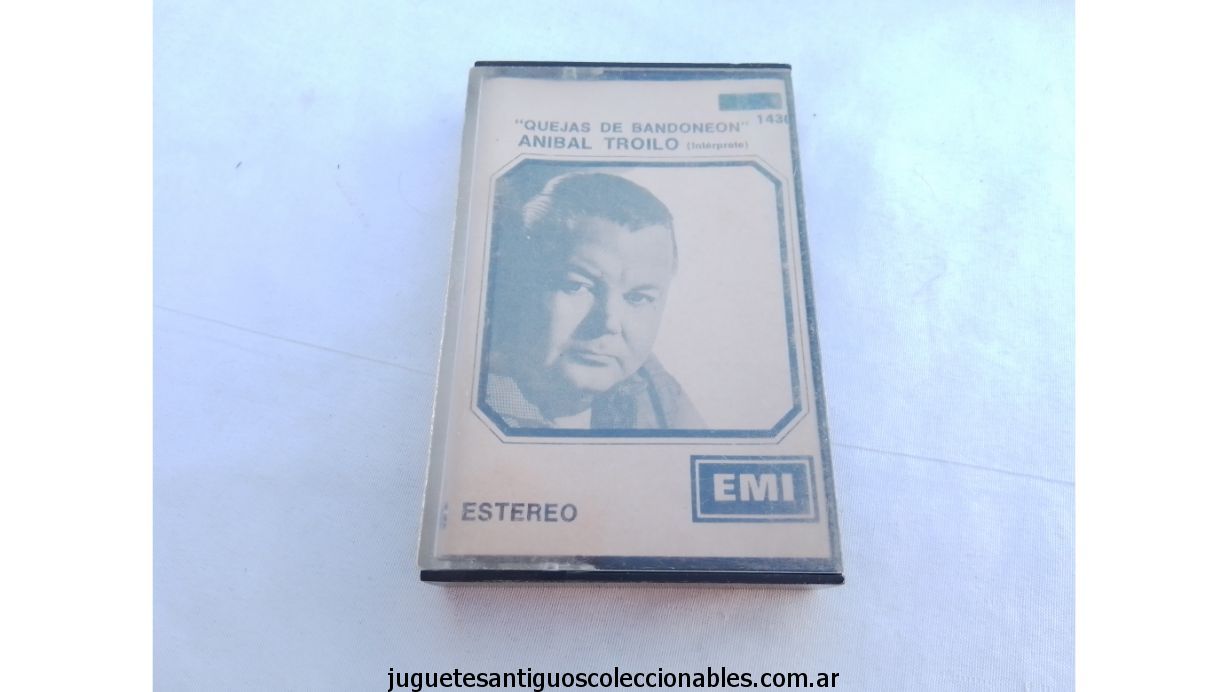 "QUEJAS DE BANDONEON"
ANIBAL TROILO (Intérprete)
EMI
ESTEREO
juguetesantiguoscoleccionables.com.ar